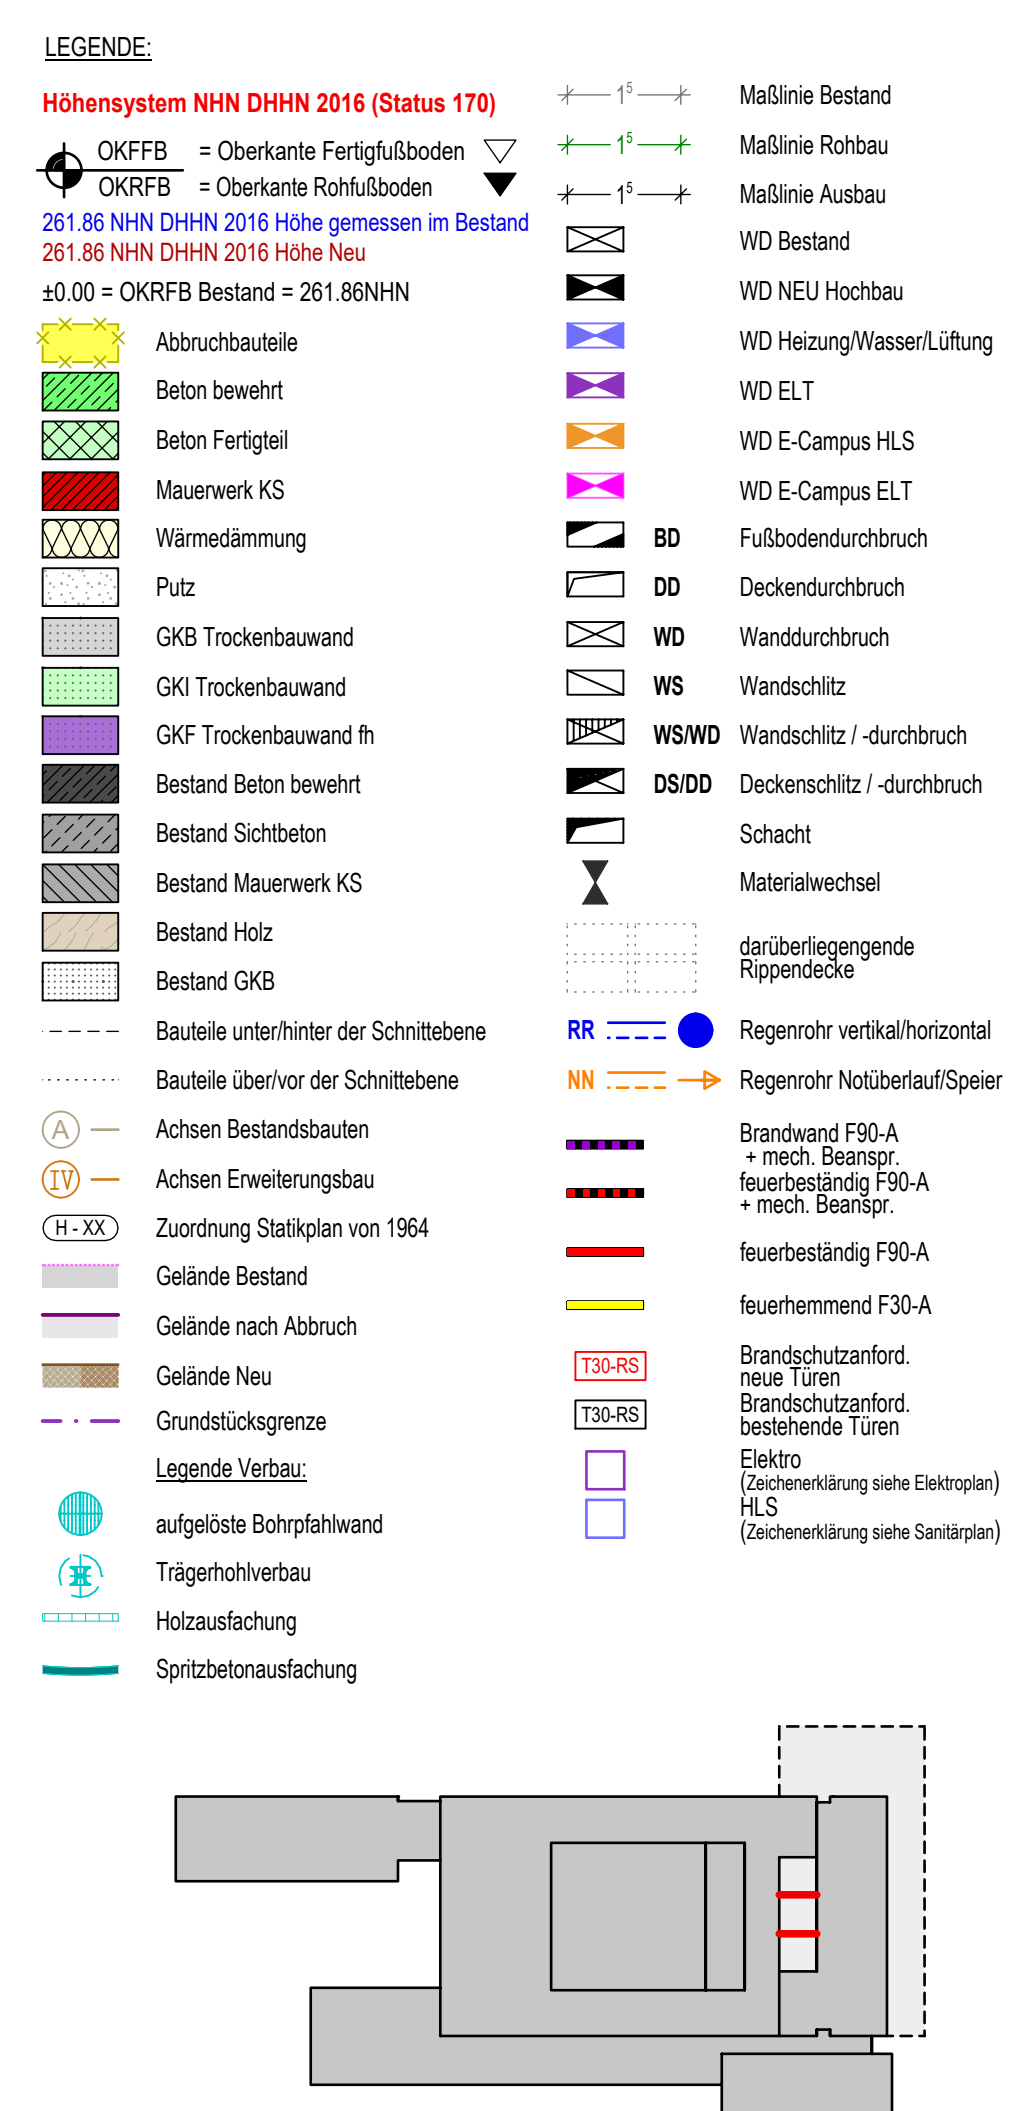 LEGENDE:
Höhensystem NHN DHHN 2016 (Status 170)
OKFFB = Oberkante Fertigfußboden
OKRFB = Oberkante Rohfußboden
261.86 NHN DHHN 2016 Höhe gemessen im Bestand
261.86 NHN DHHN 2016 Höhe Neu
±0.00 = OKRFB Bestand = 261.86NHN
Abbruchbauteile
Beton bewehrt
Beton Fertigteil
Mauerwerk KS
Wärmedämmung
Putz
GKB Trockenbauwand
GKI Trockenbauwand
GKF Trockenbauwand fh
Bestand Beton bewehrt
Bestand Sichtbeton
Bestand Mauerwerk KS
Bestand Holz
Bestand GKB
Bauteile unter/hinter der Schnittebene
Bauteile über/vor der Schnittebene
A Achsen Bestandsbauten
IV Achsen Erweiterungsbau
H - XX Zuordnung Statikplan von 1964
Gelände Bestand
Gelände nach Abbruch
Gelände Neu
Grundstücksgrenze
Legende Verbau:
aufgelöste Bohrpfahlwand
Trägerhohlverbau
Holzausfachung
Spritzbetonausfachung
1⁵ Maßlinie Bestand
1⁵ Maßlinie Rohbau
1⁵ Maßlinie Ausbau
WD Bestand
WD NEU Hochbau
WD Heizung/Wasser/Lüftung
WD ELT
WD E-Campus HLS
WD E-Campus ELT
BD Fußbodendurchbruch
DD Deckendurchbruch
WD Wanddurchbruch
WS Wandschlitz
WS/WD Wandschlitz / -durchbruch
DS/DD Deckenschlitz / -durchbruch
Schacht
Materialwechsel
darüberliegengende
Rippendecke
RR Regenrohr vertikal/horizontal
NN Regenrohr Notüberlauf/Speier
Brandwand F90-A
+ mech. Beanspr.
feuerbeständig F90-A
+ mech. Beanspr.
feuerbeständig F90-A
feuerhemmend F30-A
Brandschutzanford.
T30-RS neue Türen
Brandschutzanford.
T30-RS bestehende Türen
Elektro
(Zeichenerklärung siehe Elektroplan)
HLS
(Zeichenerklärung siehe Sanitärplan)